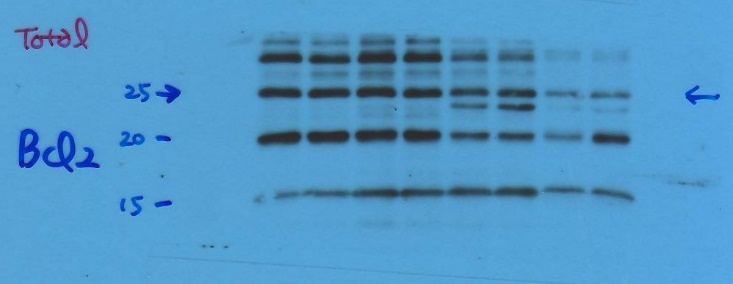 Total
25 →
←
Bcl2
20 -
15 -